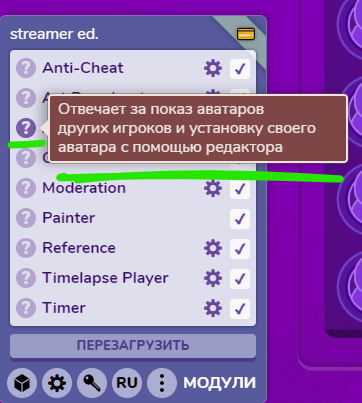 streamer ed.
? Anti-Cheat
?
Отвечает за показ аватаров
других игроков и установку своего
аватара с помощью редактора
?
?
? Moderation
? Painter
? Reference
? Timelapse Player
? Timer
ПЕРЕЗАГРУЗИТЬ
RU МОДУЛИ